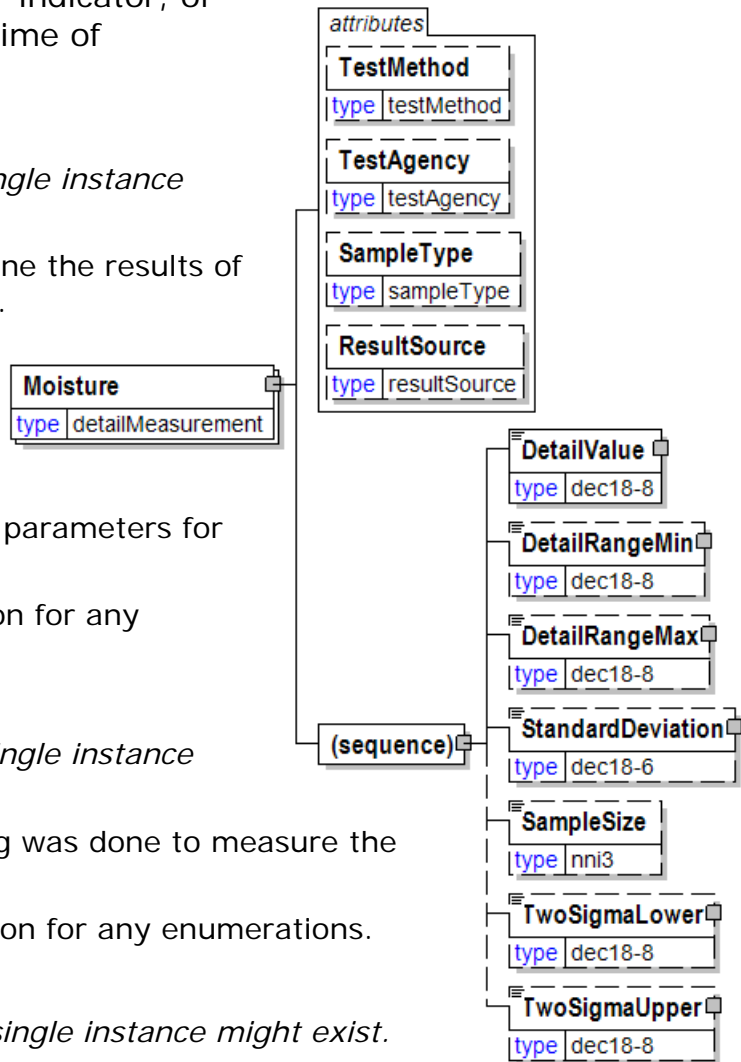 indicator, or
ime of
ngle instance
ne the results of
.
parameters for
on for any
ingle instance
g was done to measure the
on for any enumerations.
single instance might exist.
Moisture
type detailMeasurement
attributes
TestMethod
type testMethod
TestAgency
type testAgency
SampleType
type sampleType
ResultSource
type resultSource
(sequence)
DetailValue
type dec18-8
DetailRangeMin
type dec18-8
DetailRangeMax
type dec18-8
StandardDeviation
type dec18-6
SampleSize
type nni3
TwoSigmaLower
type dec18-8
TwoSigmaUpper
type dec18-8